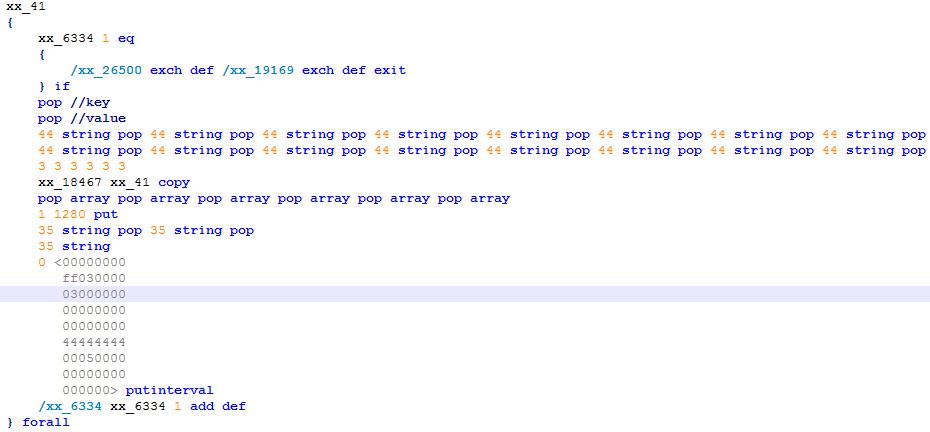 xx_41
{
xx_6334 1 eq
{
/xx_26500 exch def /xx_19169 exch def exit
} if
pop //key
pop //value
44 string pop 44 string pop 44 string pop 44 string pop 44 string pop 44 string pop 44 string pop 44 string pop
44 string pop 44 string pop 44 string pop 44 string pop 44 string pop 44 string pop 44 string pop 44 string pop
3 3 3 3 3 3
xx_18467 xx_41 copy
pop array pop array pop array pop array pop array pop array
1 1280 put
35 string pop 35 string pop
35 string
0 <00000000
ff030000
03000000
00000000
00000000
44444444
00050000
00000000
000000> putinterval
/xx_6334 xx_6334 1 add def
} forall